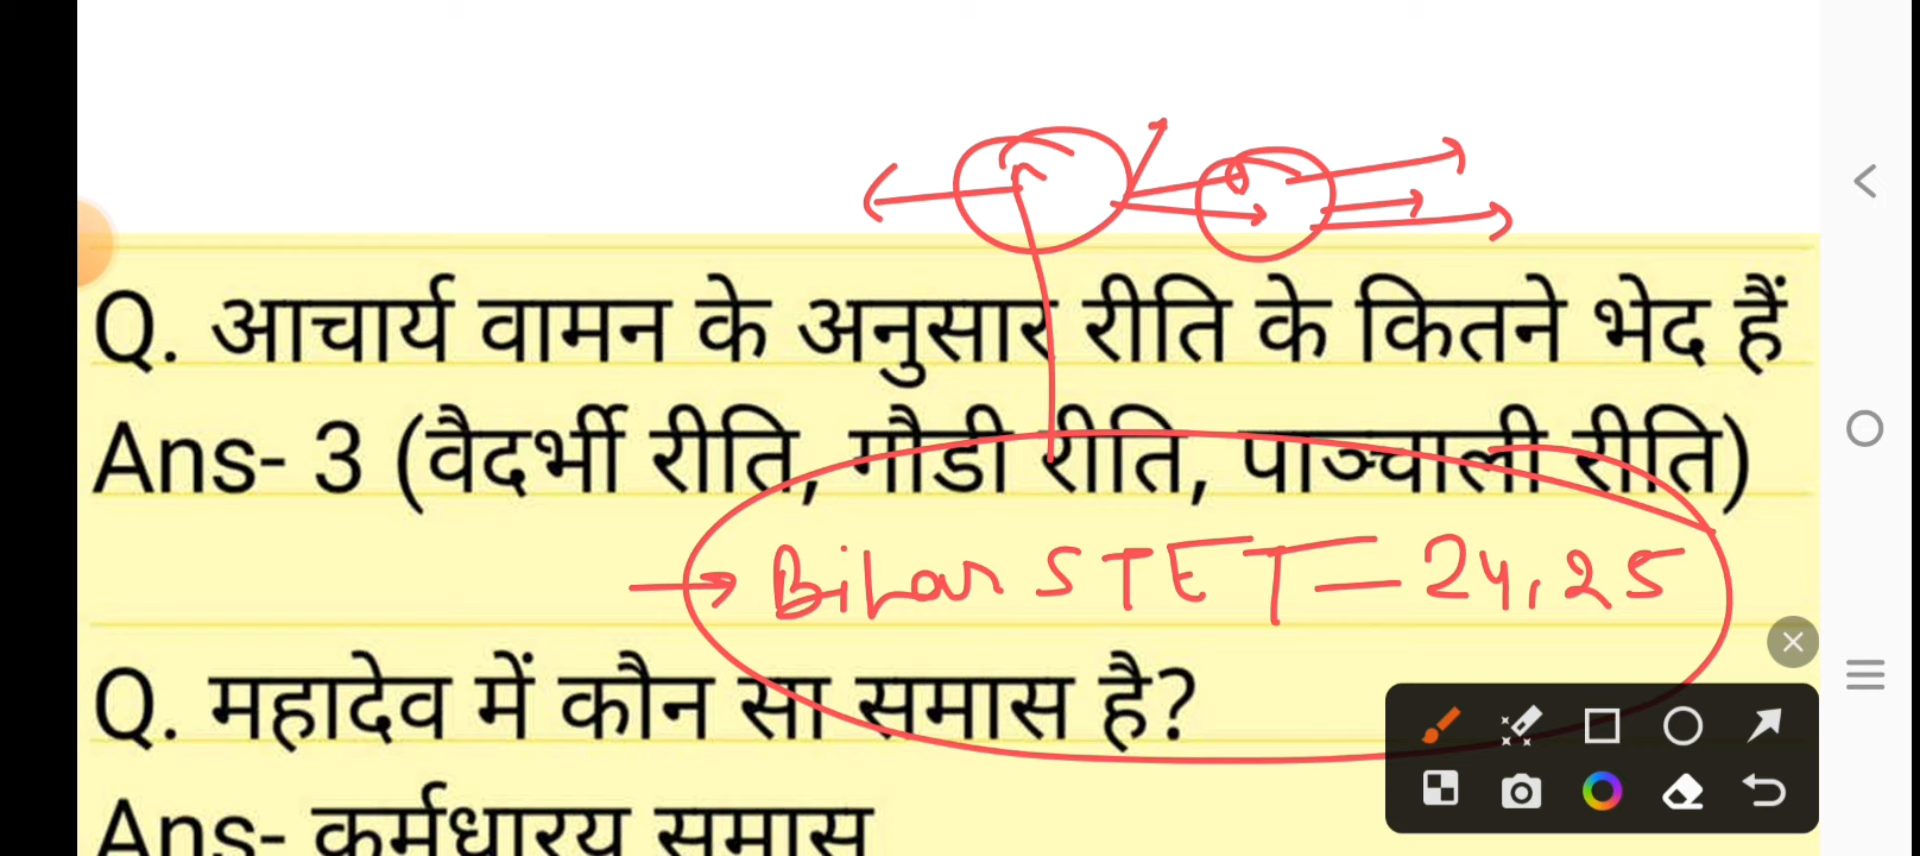 Q. आचार्य वामन के अनुसार रीति के कितने भेद हैं
Ans- 3 (वैदर्भी रीति, गौडी रीति, पाञ्चाली रीति)
Bihar STET - 24, 25
Q. महादेव में कौन सा समास है?
Ans- कर्मधारय समास